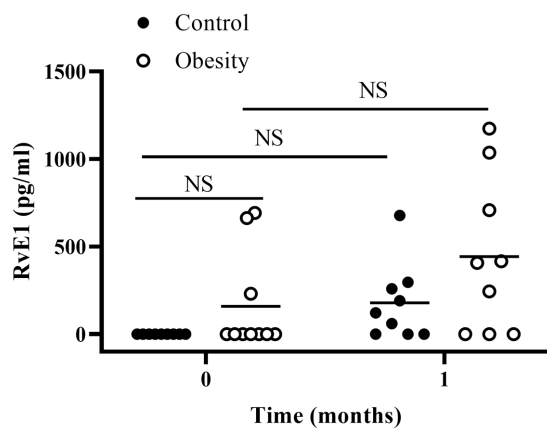 Control
Obesity
1500
NS
1000
NS
NS
500
0
RvE1 (pg/ml)
0 1
Time (months)